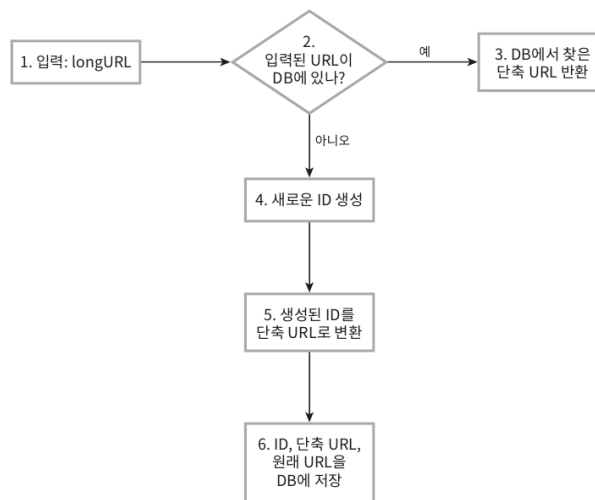 1. 입력: longURL
2.
입력된 URL이
DB에 있나?
예
3. DB에서 찾은
단축 URL 반환
아니오
4. 새로운 ID 생성
5. 생성된 ID를
단축 URL로 변환
6. ID, 단축 URL,
원래 URL을
DB에 저장